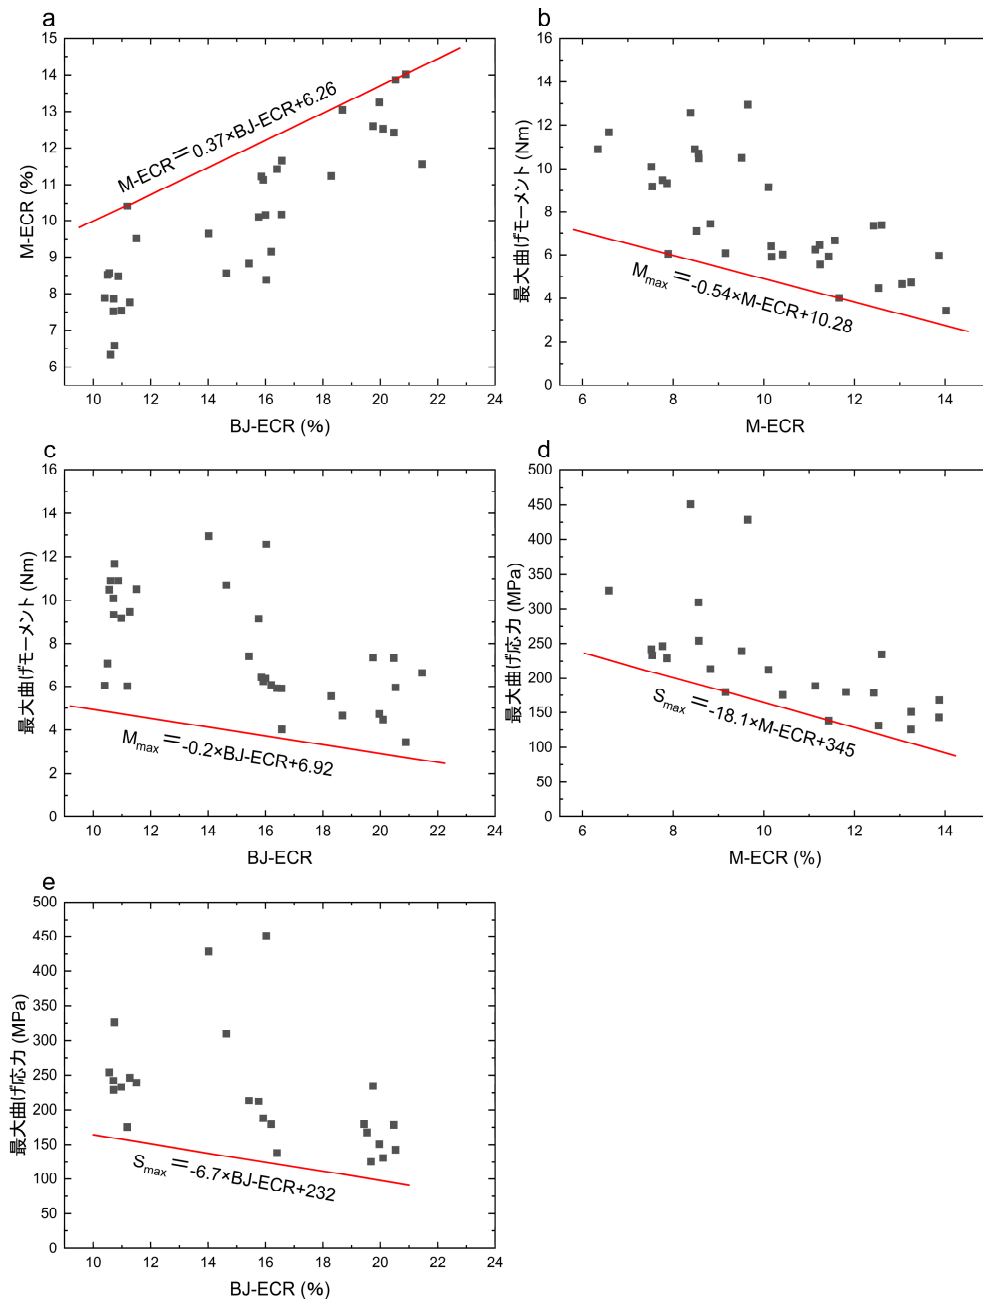 a
15
14
13
12
11
10
9
8
7
6
M-ECR (%)
M-ECR=0.37×BJ-ECR+6.26
10 12 14 16 18 20 22 24
BJ-ECR (%)
b
16
14
12
10
8
6
4
2
0
最大曲げモーメント (Nm)
Mmax=-0.54×M-ECR+10.28
6 8 10 12 14
M-ECR
c
16
14
12
10
8
6
4
2
0
最大曲げモーメント (Nm)
Mmax=-0.2×BJ-ECR+6.92
10 12 14 16 18 20 22 24
BJ-ECR
d
500
450
400
350
300
250
200
150
100
50
0
最大曲げ応力 (MPa)
Smax=-18.1×M-ECR+345
6 8 10 12 14
M-ECR (%)
e
500
450
400
350
300
250
200
150
100
50
0
最大曲げ応力 (MPa)
Smax=-6.7×BJ-ECR+232
10 12 14 16 18 20 22 24
BJ-ECR (%)